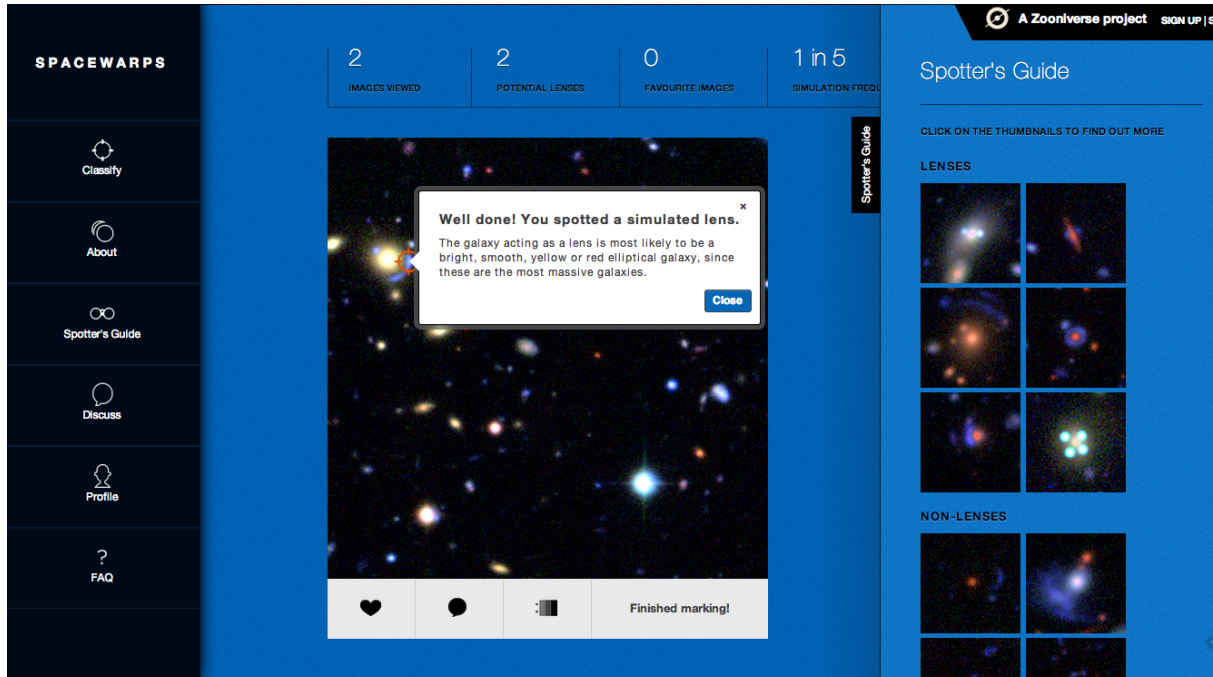 SPACEWARPS
Classify
About
Spotter's Guide
Discuss
Profile
?
FAQ
2
IMAGES VIEWED
2
POTENTIAL LENSES
0
FAVOURITE IMAGES
1 in 5
SIMULATION FREQU
Well done! You spotted a simulated lens.
The galaxy acting as a lens is most likely to be a
bright, smooth, yellow or red elliptical galaxy, since
these are the most massive galaxies.
Close
Finished marking!
Spotter's Guide
A Zooniverse project
SIGN UP | S
Spotter's Guide
CLICK ON THE THUMBNAILS TO FIND OUT MORE
LENSES
NON-LENSES